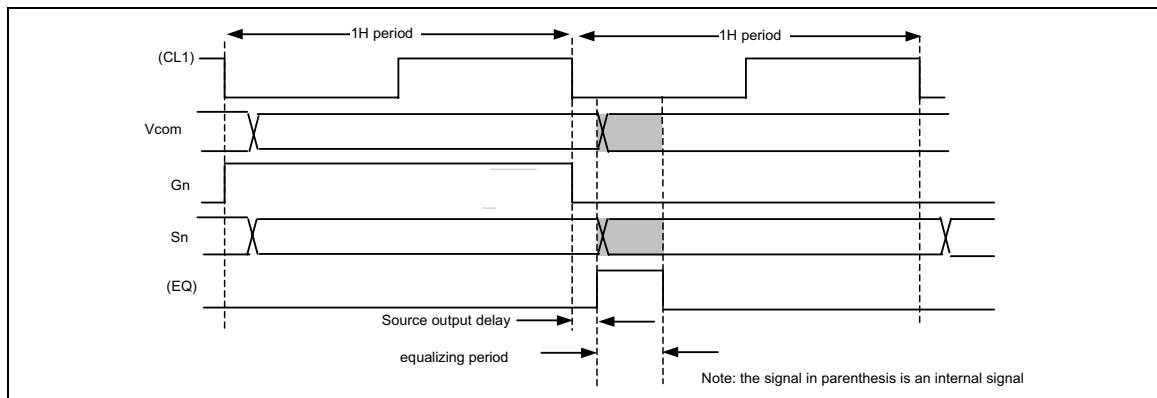 1H period
1H period
(CL1)
Vcom
Gn
Sn
(EQ)
Source output delay
equalizing period
Note: the signal in parenthesis is an internal signal